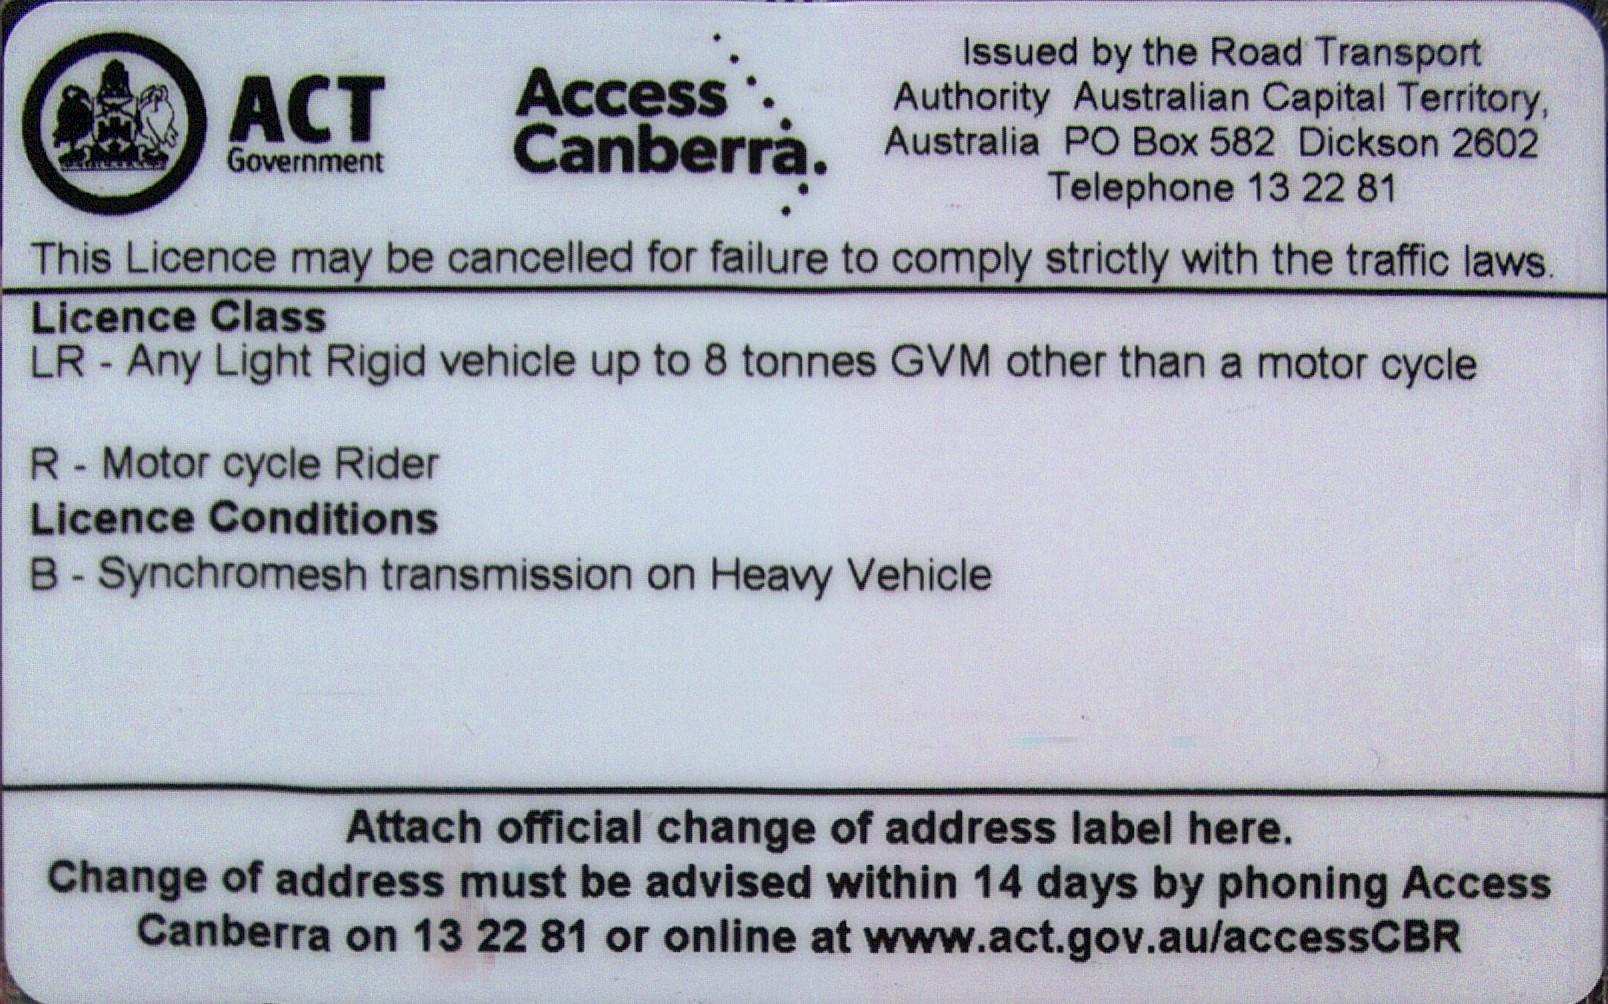 ACT
Government
Access
Canberra.
Issued by the Road Transport
Authority Australian Capital Territory,
Australia PO Box 582 Dickson 2602
Telephone 13 22 81
This Licence may be cancelled for failure to comply strictly with the traffic laws.
Licence Class
LR - Any Light Rigid vehicle up to 8 tonnes GVM other than a motor cycle
R - Motor cycle Rider
Licence Conditions
B - Synchromesh transmission on Heavy Vehicle
Attach official change of address label here.
Change of address must be advised within 14 days by phoning Access
Canberra on 13 22 81 or online at www.act.gov.au/accessCBR